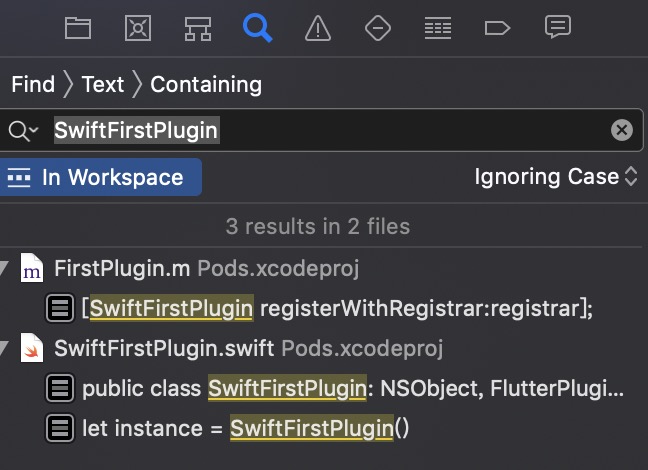 Find 〉 Text 〉 Containing
SwiftFirstPlugin
In Workspace Ignoring Case
3 results in 2 files
m FirstPlugin.m Pods.xcodeproj
[SwiftFirstPlugin registerWithRegistrar:registrar];
SwiftFirstPlugin.swift Pods.xcodeproj
public class SwiftFirstPlugin: NSObject, FlutterPlugi...
let instance = SwiftFirstPlugin()